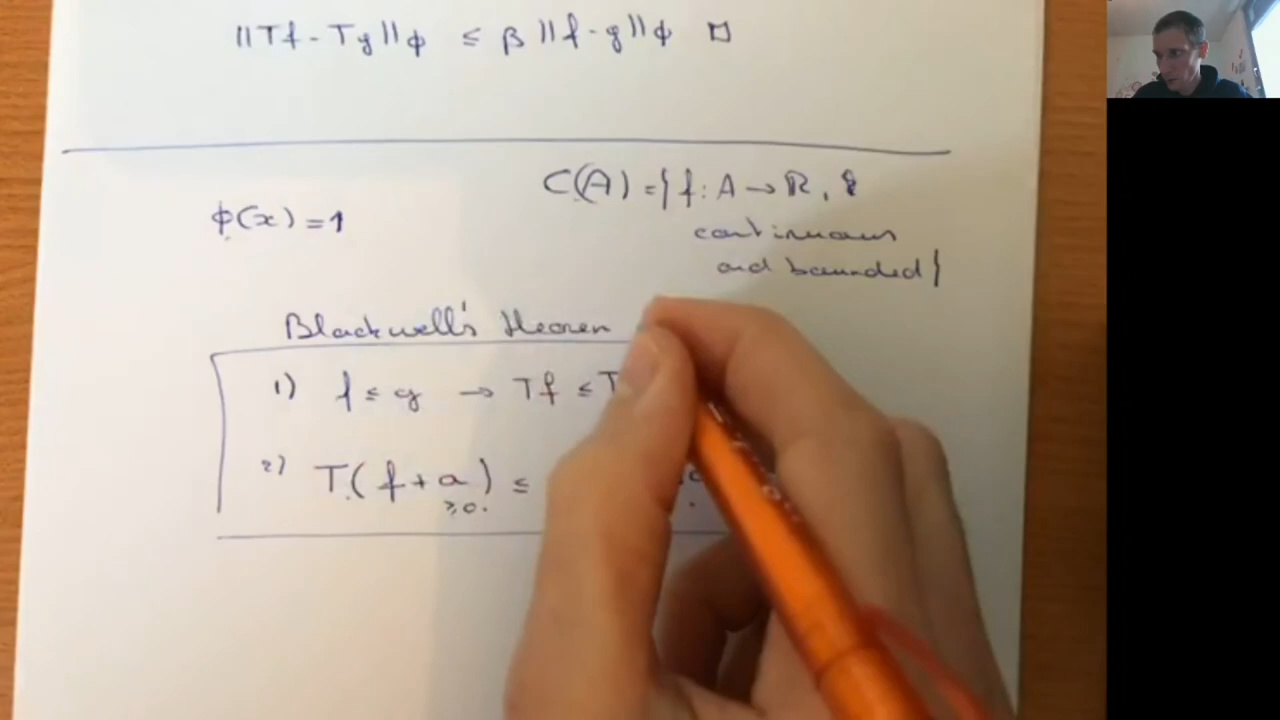 ||Tf - Tg||ϕ ≤ β ||f - g||ϕ □
C(A) = { f : A → ℝ,
ϕ(x) = 1
continuous
and bounded }
Blackwell's theorem
1) f ≤ g → Tf ≤ T
2) T(f + a) ≤
≥ 0.